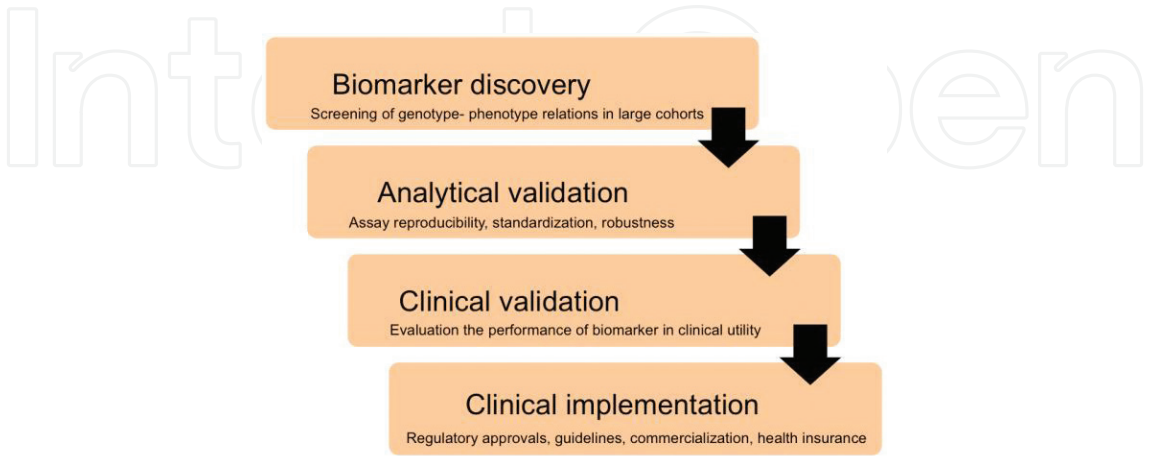 Biomarker discovery
Screening of genotype- phenotype relations in large cohorts
Analytical validation
Assay reproducibility, standardization, robustness
Clinical validation
Evaluation the performance of biomarker in clinical utility
Clinical implementation
Regulatory approvals, guidelines, commercialization, health insurance